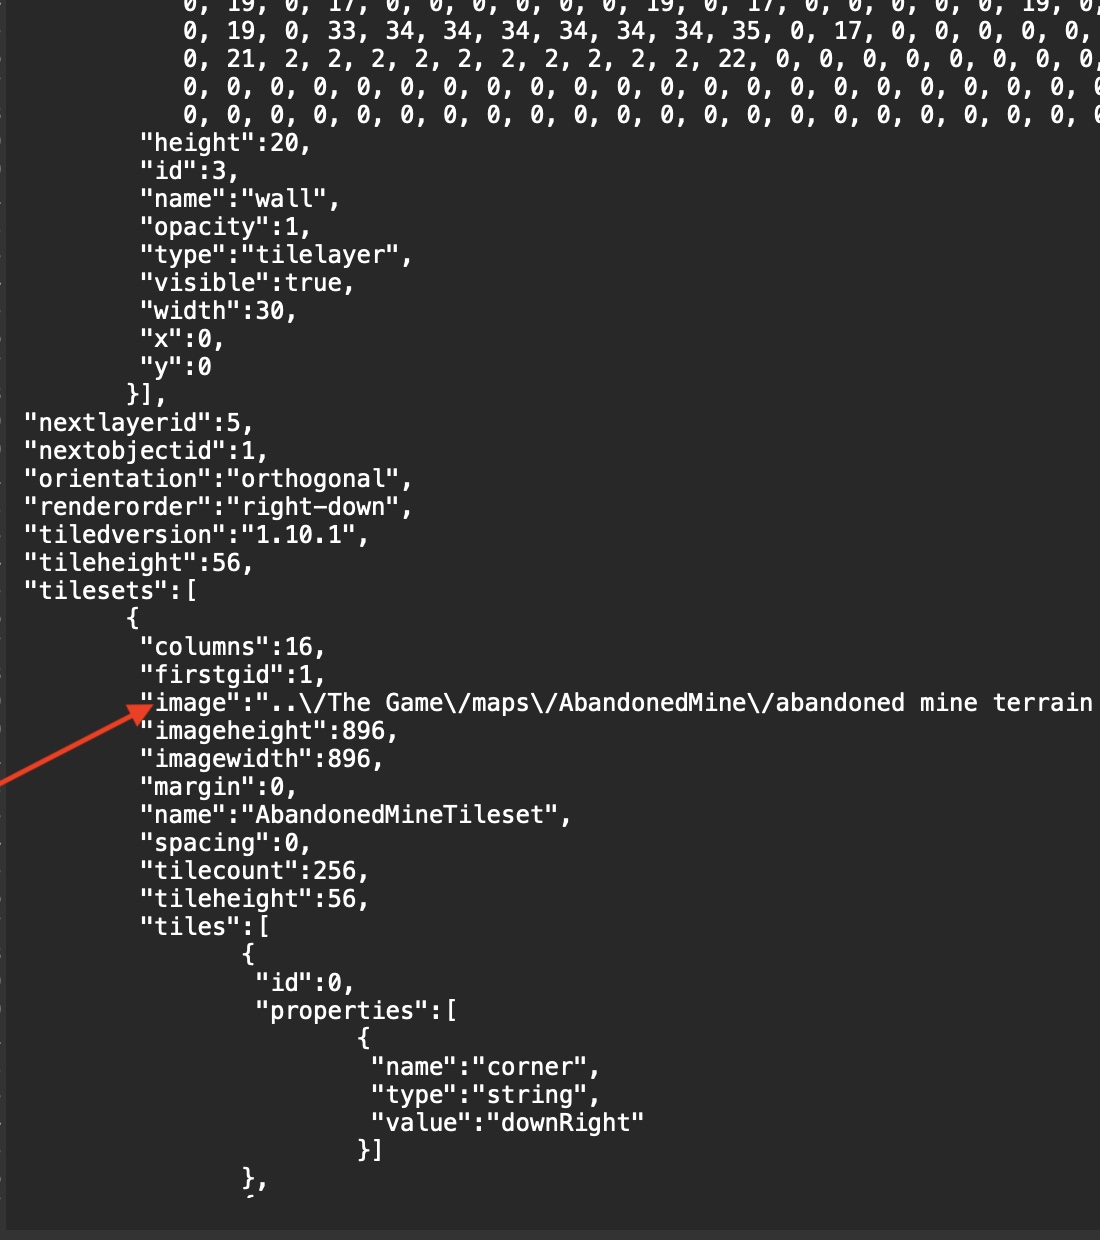 0, 19, 0, 17, 0, 0, 0, 0, 0, 0, 19, 0, 17, 0, 0, 0, 0, 0, 19, 0,
0, 19, 0, 33, 34, 34, 34, 34, 34, 34, 35, 0, 17, 0, 0, 0, 0, 0,
0, 21, 2, 2, 2, 2, 2, 2, 2, 2, 2, 2, 22, 0, 0, 0, 0, 0, 0, 0, 0,
0, 0, 0, 0, 0, 0, 0, 0, 0, 0, 0, 0, 0, 0, 0, 0, 0, 0, 0, 0, 0, 0
0, 0, 0, 0, 0, 0, 0, 0, 0, 0, 0, 0, 0, 0, 0, 0, 0, 0, 0, 0, 0, 0
"height":20,
"id":3,
"name":"wall",
"opacity":1,
"type":"tilelayer",
"visible":true,
"width":30,
"x":0,
"y":0
}],
"nextlayerid":5,
"nextobjectid":1,
"orientation":"orthogonal",
"renderorder":"right-down",
"tiledversion":"1.10.1",
"tileheight":56,
"tilesets":[
{
"columns":16,
"firstgid":1,
"image":"..\/The Game\/maps\/AbandonedMine\/abandoned mine terrain
"imageheight":896,
"imagewidth":896,
"margin":0,
"name":"AbandonedMineTileset",
"spacing":0,
"tilecount":256,
"tileheight":56,
"tiles":[
{
"id":0,
"properties":[
{
"name":"corner",
"type":"string",
"value":"downRight"
}]
},